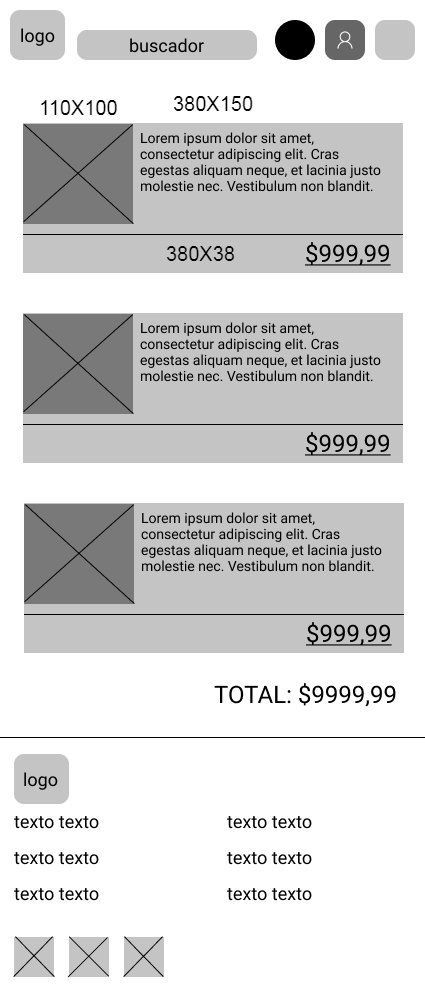 logo
buscador
110X100
380X150
Lorem ipsum dolor sit amet,
consectetur adipiscing elit. Cras
egestas aliquam neque, et lacinia justo
molestie nec. Vestibulum non blandit.
380X38
$999,99
Lorem ipsum dolor sit amet,
consectetur adipiscing elit. Cras
egestas aliquam neque, et lacinia justo
molestie nec. Vestibulum non blandit.
$999,99
Lorem ipsum dolor sit amet,
consectetur adipiscing elit. Cras
egestas aliquam neque, et lacinia justo
molestie nec. Vestibulum non blandit.
$999,99
TOTAL: $9999,99
logo
texto texto
texto texto
texto texto
texto texto
texto texto
texto texto